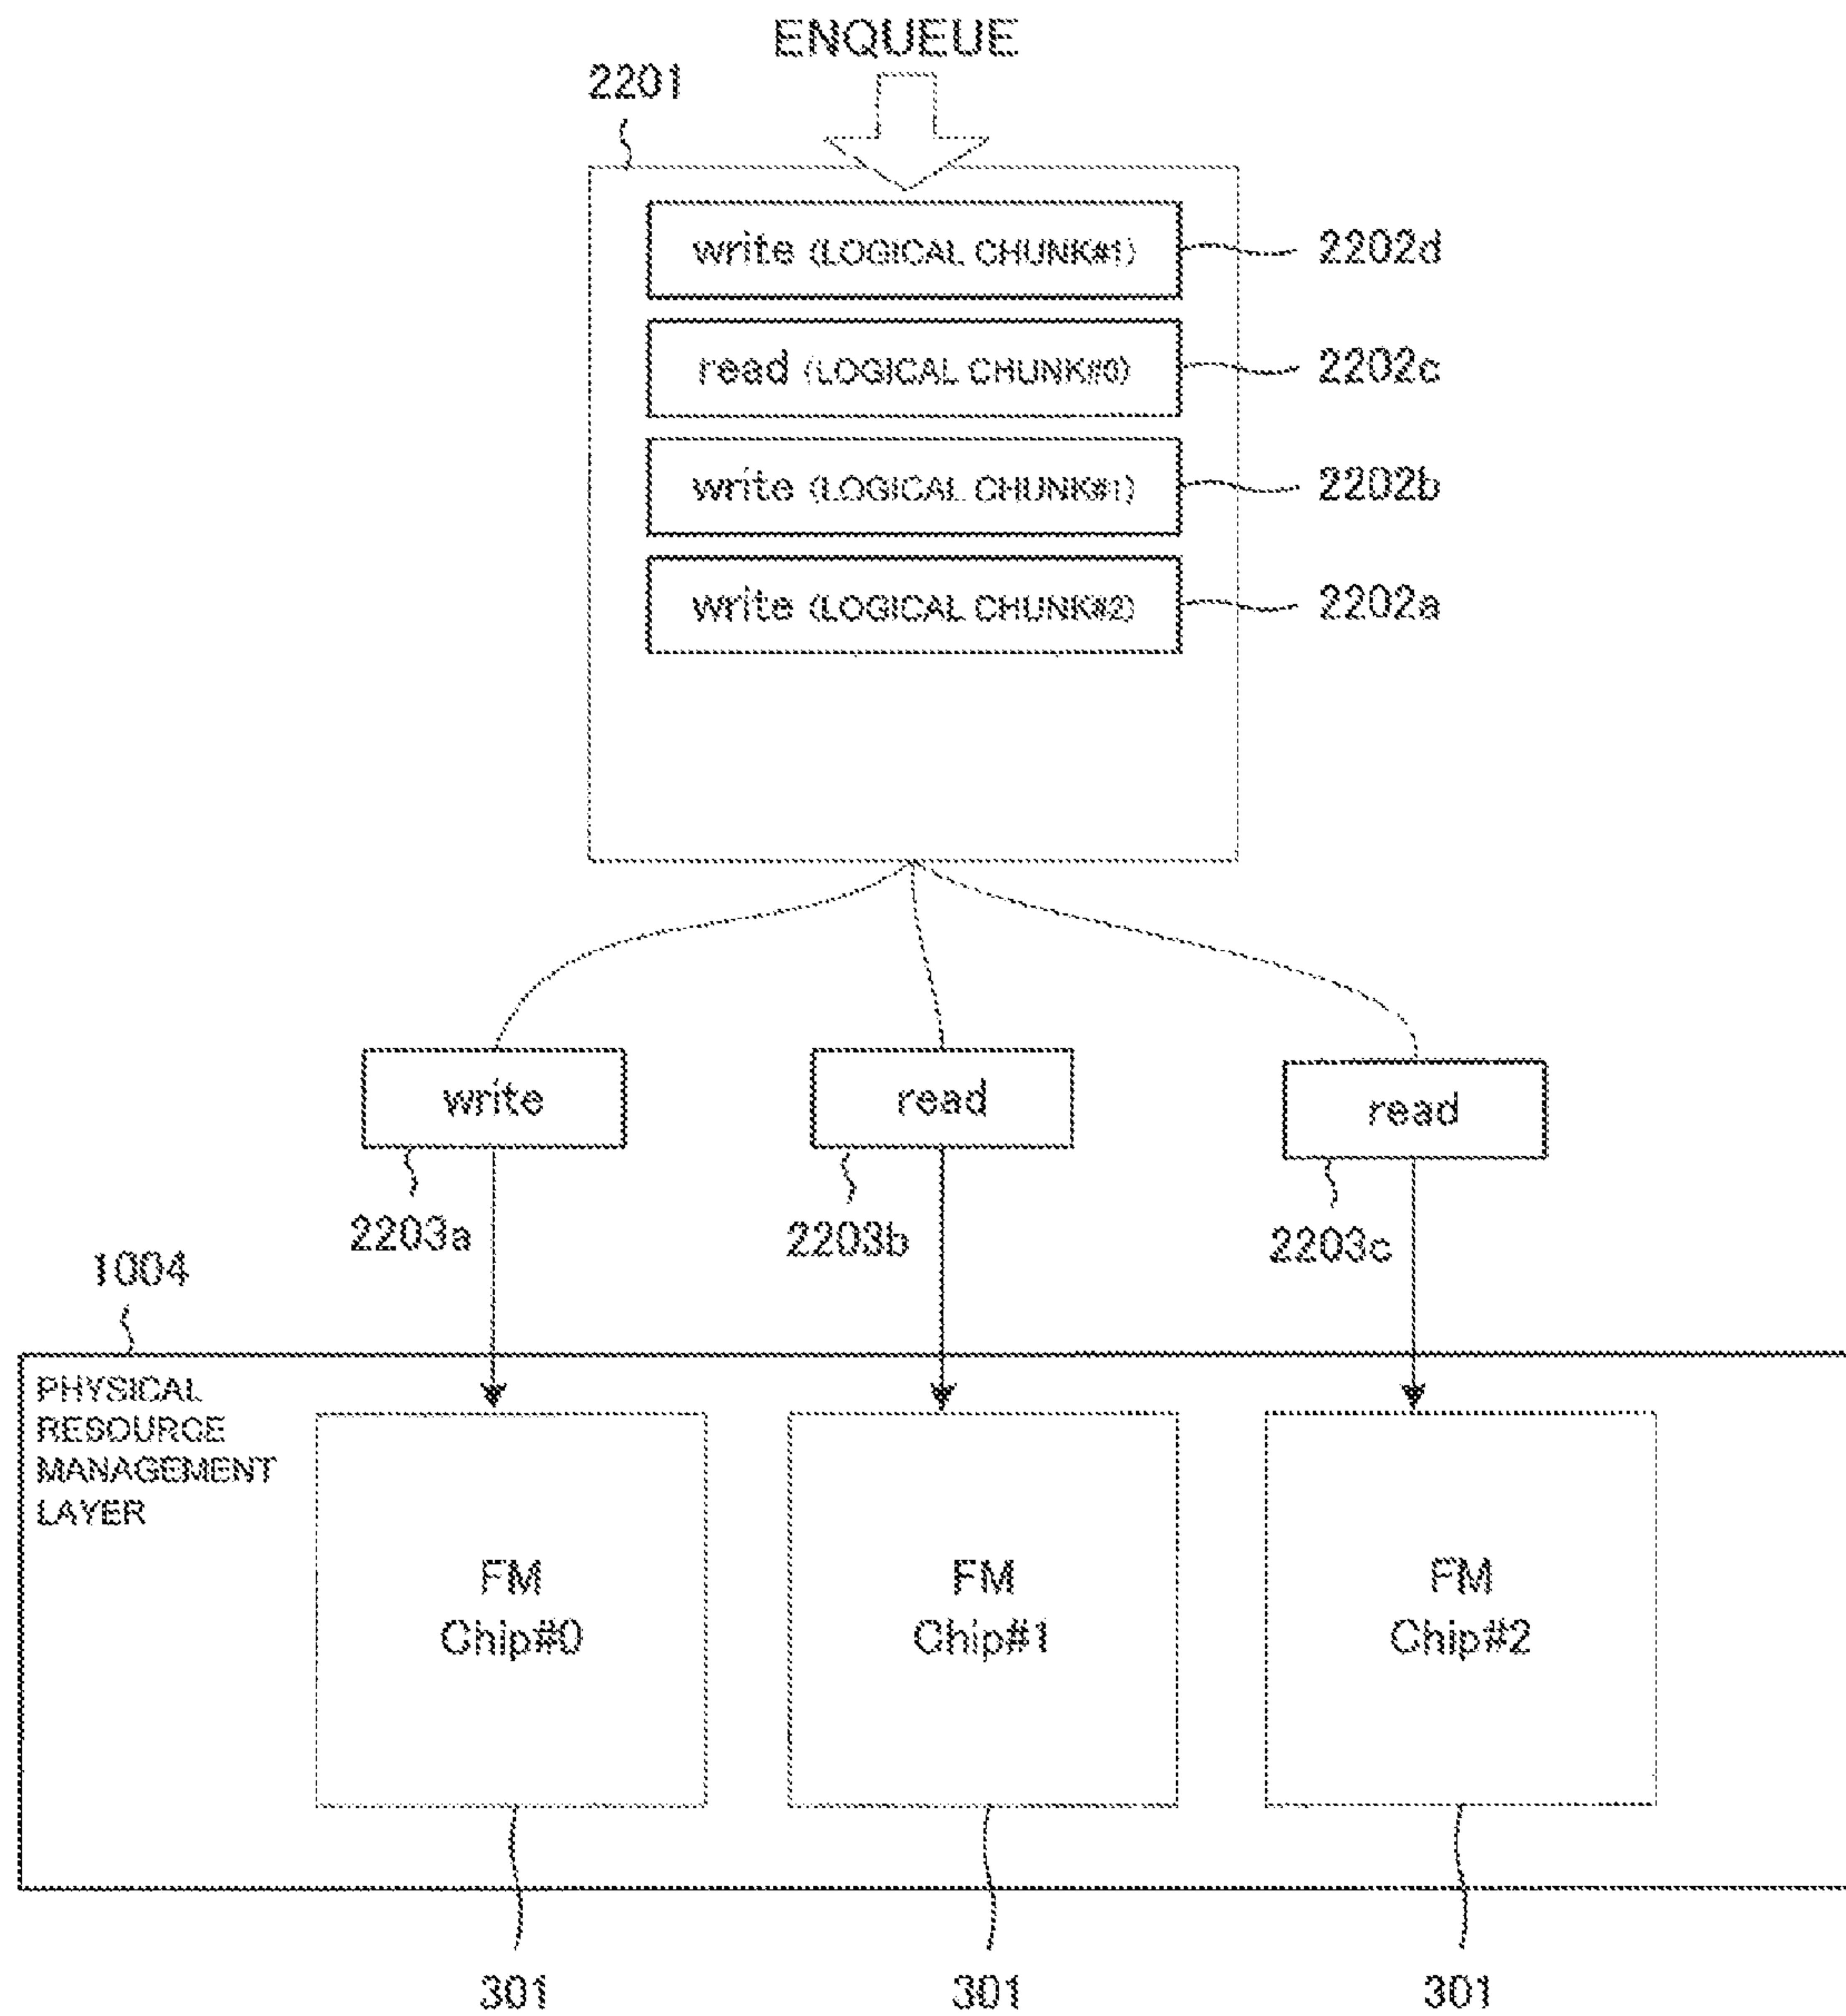 ENQUEUE
2201
write (LOGICAL CHUNK#1)
2202d
read (LOGICAL CHUNK#0)
2202c
write (LOGICAL CHUNK#1)
2202b
write (LOGICAL CHUNK#2)
2202a
write
read
read
2203a
2203b
2203c
1004
PHYSICAL
RESOURCE
MANAGEMENT
LAYER
FM
Chip#0
FM
Chip#1
FM
Chip#2
301
301
301